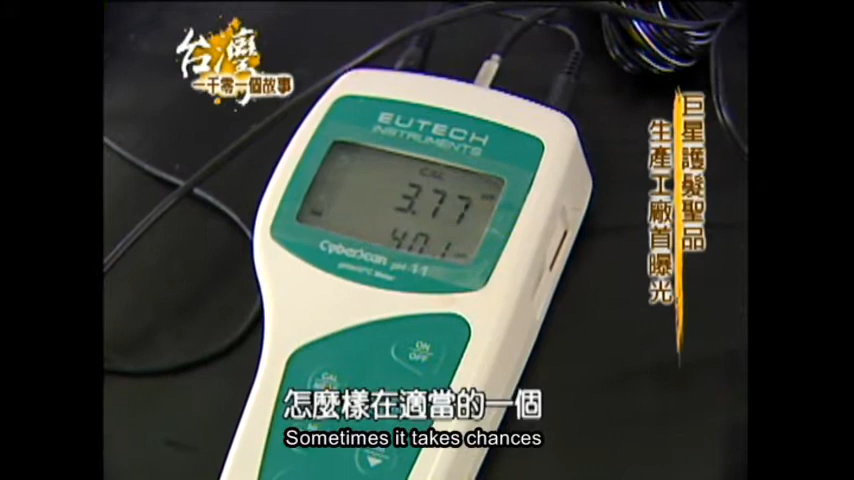 台灣
一千零一個故事
巨星護髮聖品
生產工廠首曝光
EUTECH
INSTRUMENTS
CAL
3.77
4.01
CyberScan pH 11
ON
OFF
CAL
怎麼樣在適當的一個
Sometimes it takes chances